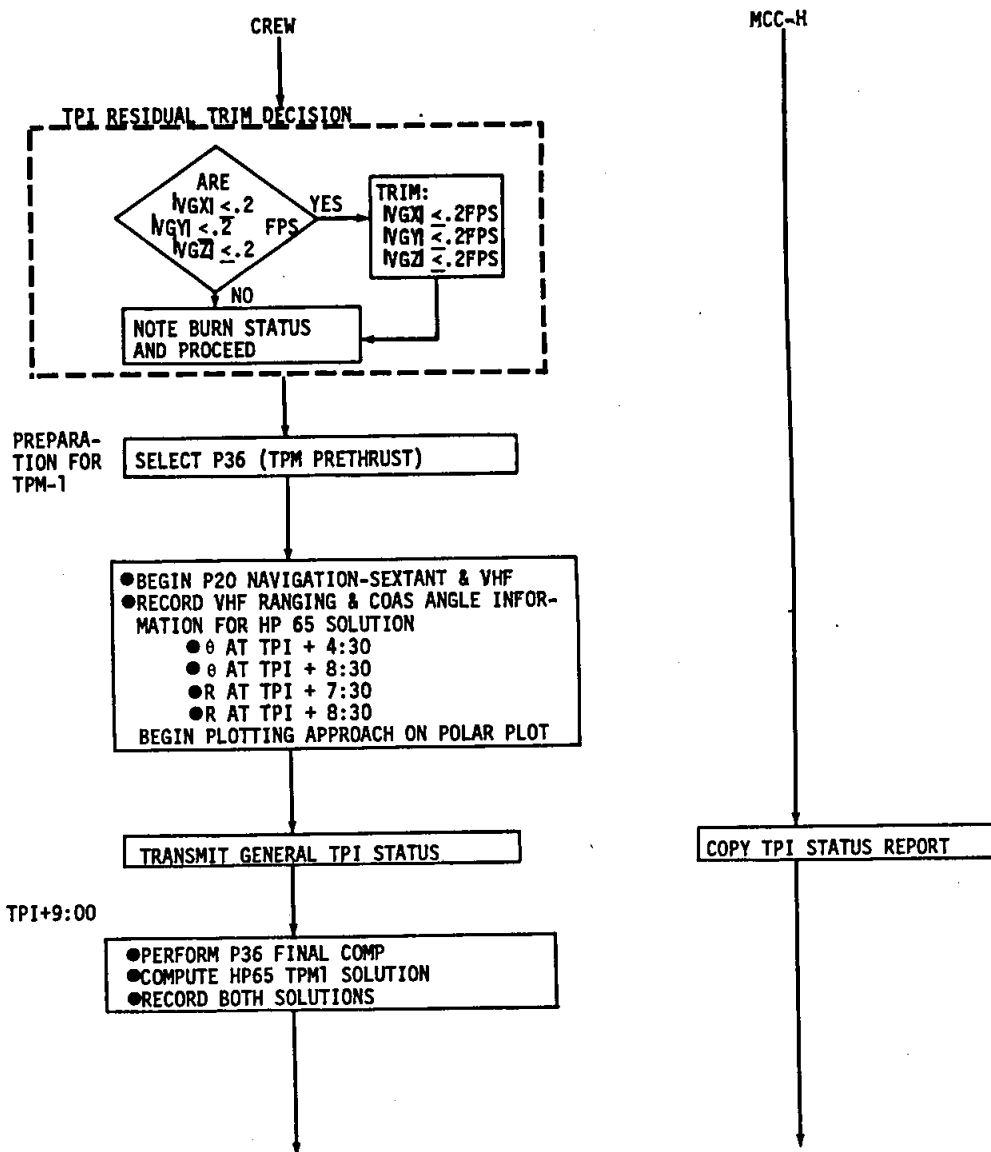 CREW
MCC-H
TPI RESIDUAL TRIM DECISION
ARE
|VGX| ≤.2
|VGY| ≤.2 FPS
|VGZ| ≤.2
YES
TRIM:
|VGX| ≤.2FPS
|VGY| ≤.2FPS
|VGZ| ≤.2FPS
NO
NOTE BURN STATUS
AND PROCEED
PREPARA-
TION FOR
TPM-1
SELECT P36 (TPM PRETHRUST)
●BEGIN P20 NAVIGATION-SEXTANT & VHF
●RECORD VHF RANGING & COAS ANGLE INFOR-
MATION FOR HP 65 SOLUTION
●θ AT TPI + 4:30
●θ AT TPI + 8:30
●R AT TPI + 7:30
●R AT TPI + 8:30
BEGIN PLOTTING APPROACH ON POLAR PLOT
TRANSMIT GENERAL TPI STATUS
COPY TPI STATUS REPORT
TPI+9:00
●PERFORM P36 FINAL COMP
●COMPUTE HP65 TPM1 SOLUTION
●RECORD BOTH SOLUTIONS